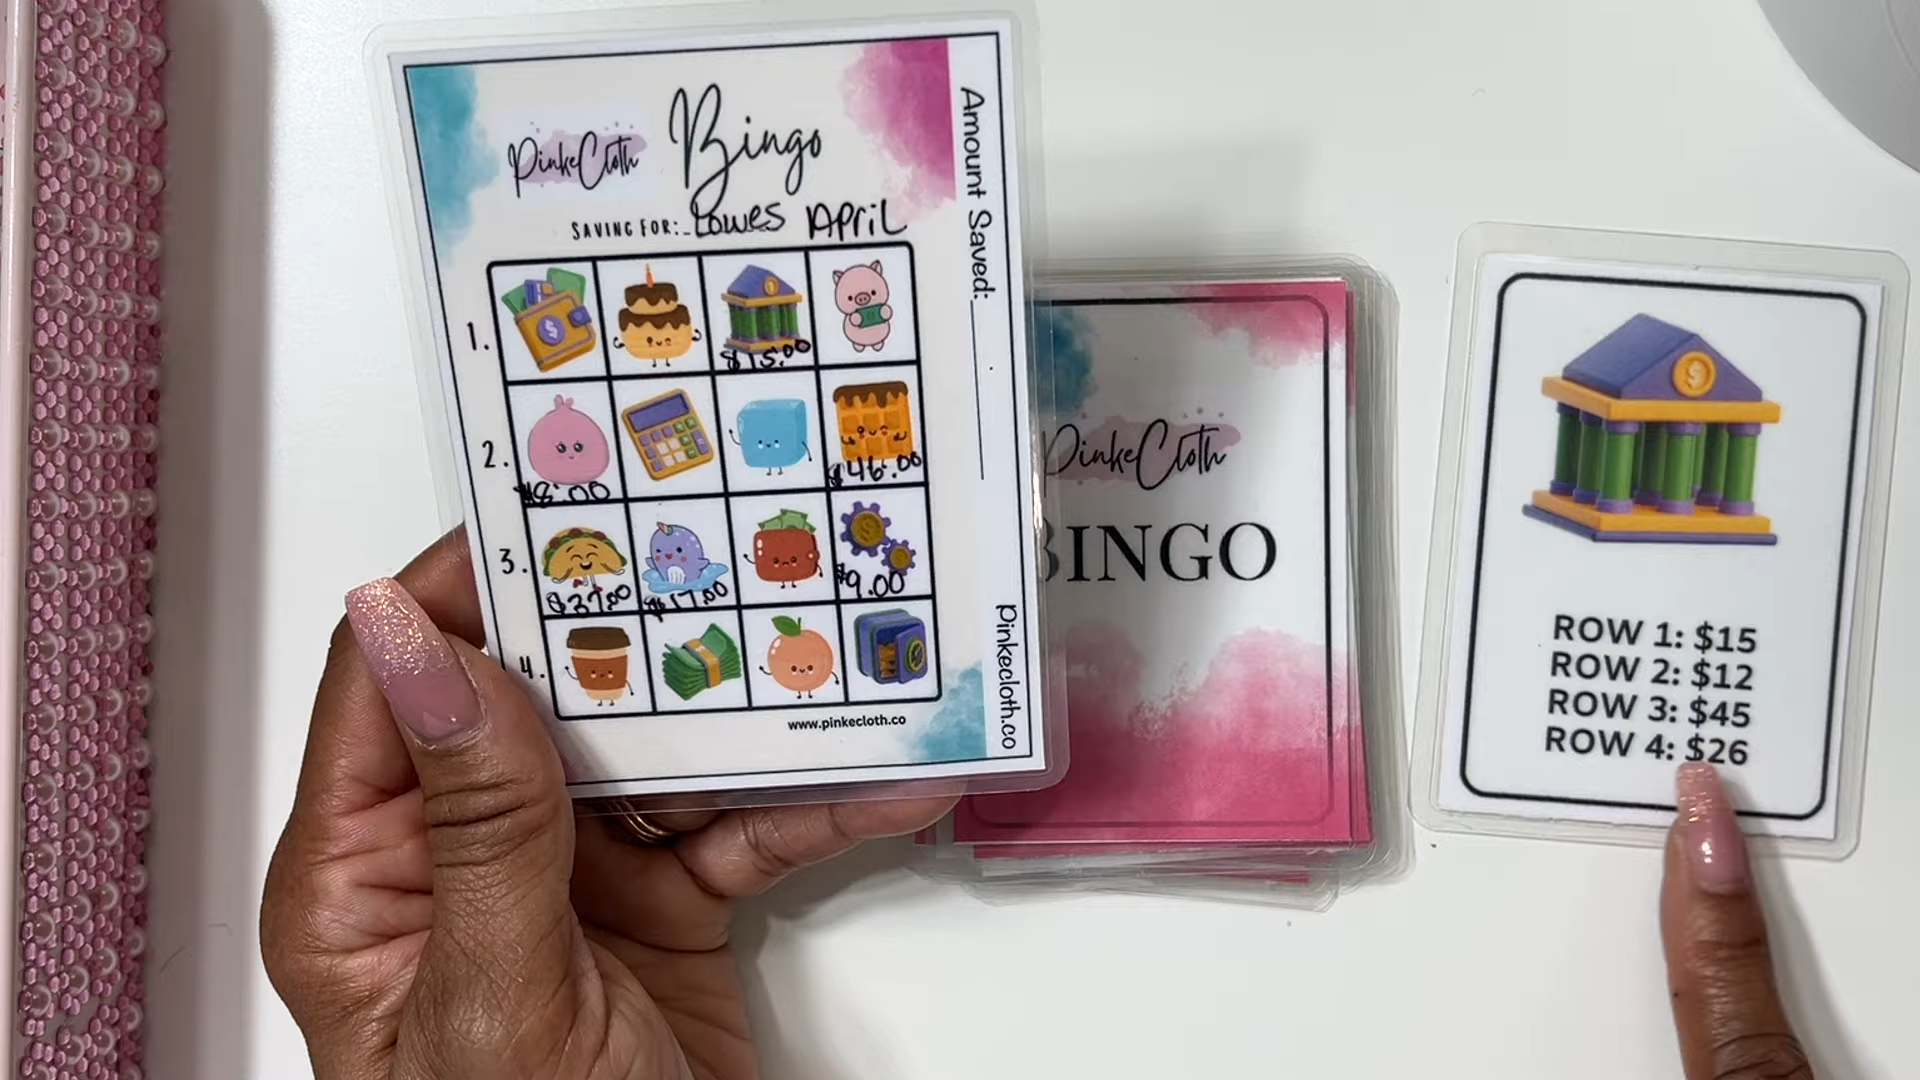 PinkeCloth Bingo
SAVING FOR: Lowes April
1.
$15.00
2.
$8.00
$46.00
3.
$37.00
$17.00
$9.00
4.
www.pinkecloth.co
Amount Saved:
Pinkecloth.co
PinkeCloth
BINGO
ROW 1: $15
ROW 2: $12
ROW 3: $45
ROW 4: $26